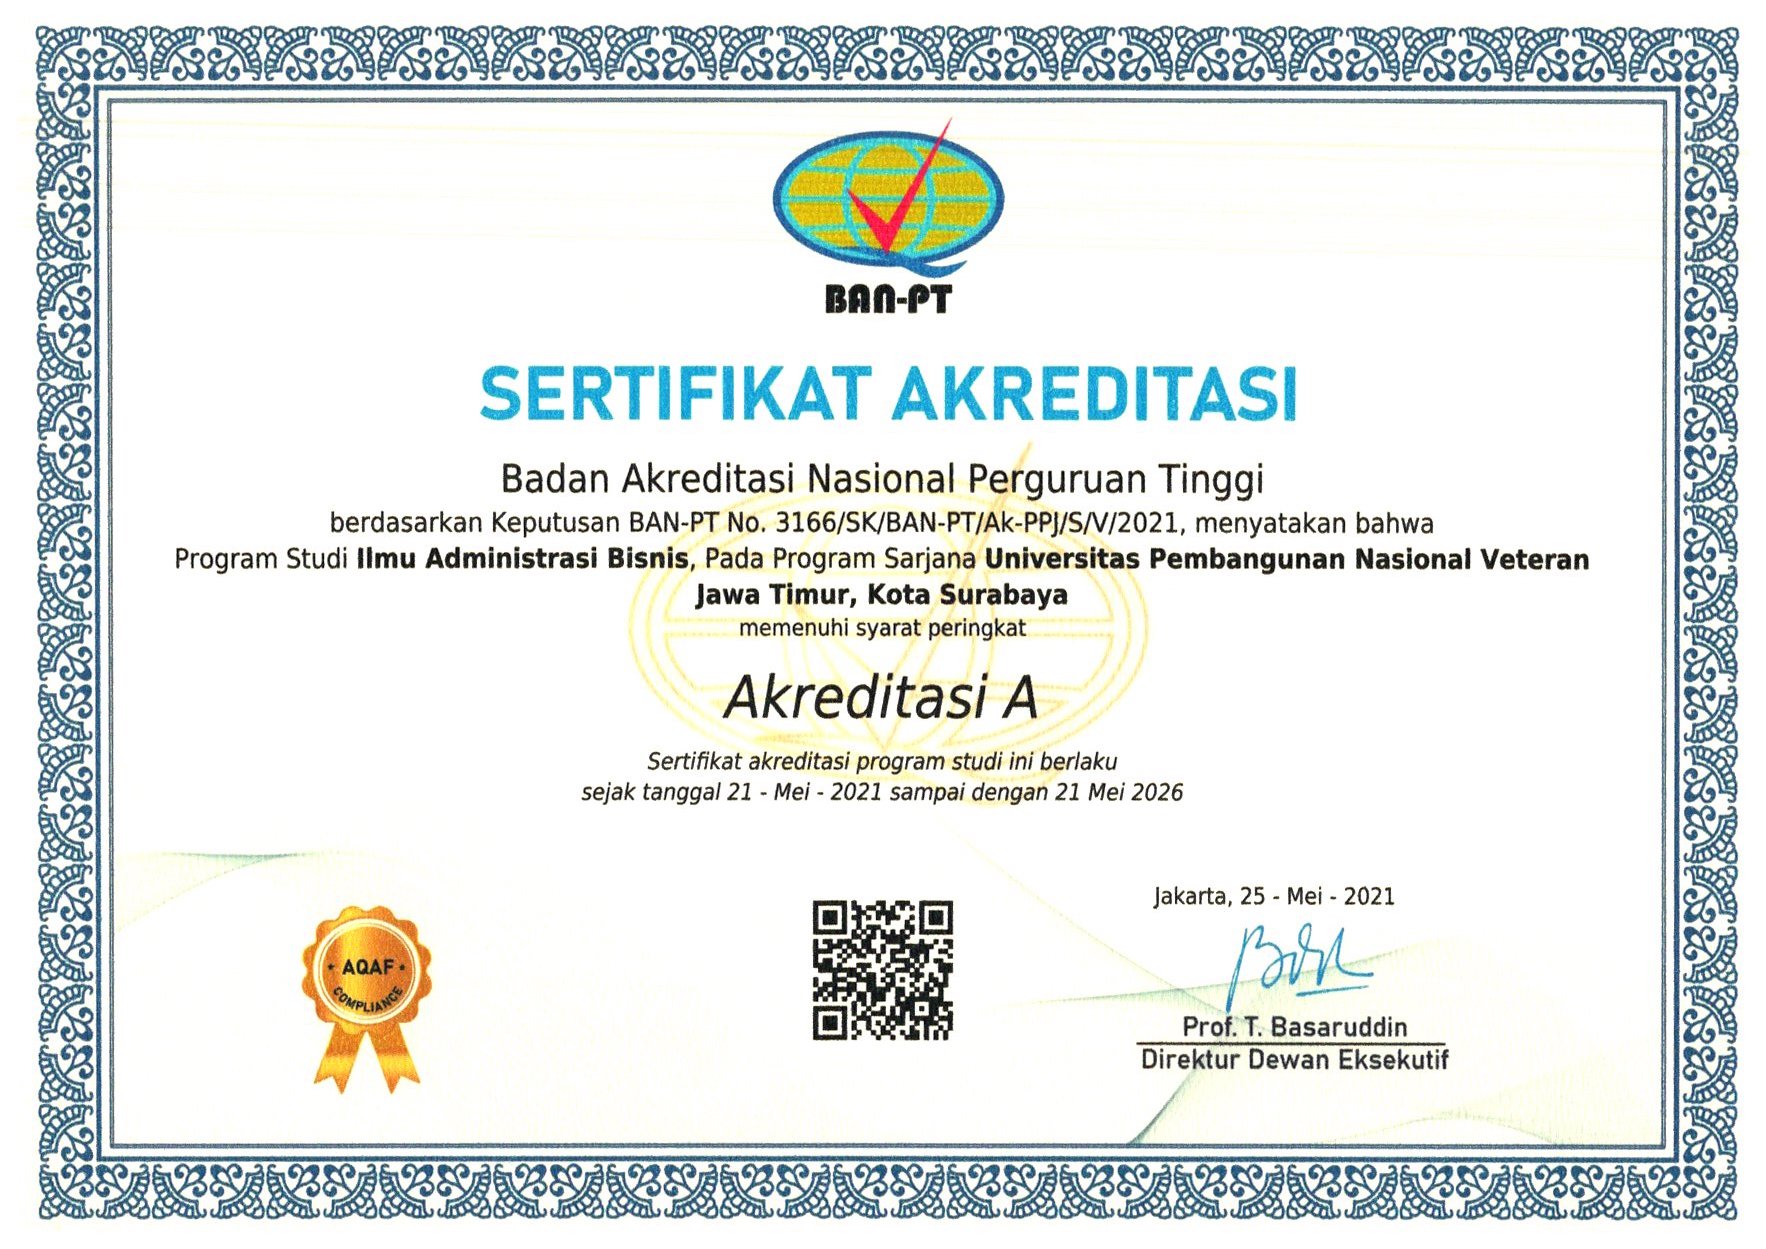 BAN-PT
SERTIFIKAT AKREDITASI
Badan Akreditasi Nasional Perguruan Tinggi
berdasarkan Keputusan BAN-PT No. 3166/SK/BAN-PT/Ak-PPJ/S/V/2021, menyatakan bahwa
Program Studi Ilmu Administrasi Bisnis, Pada Program Sarjana Universitas Pembangunan Nasional Veteran
Jawa Timur, Kota Surabaya
memenuhi syarat peringkat
Akreditasi A
Sertifikat akreditasi program studi ini berlaku
sejak tanggal 21 - Mei - 2021 sampai dengan 21 Mei 2026
AQAF
COMPLIANCE
Jakarta, 25 - Mei - 2021
Prof. T. Basaruddin
Direktur Dewan Eksekutif